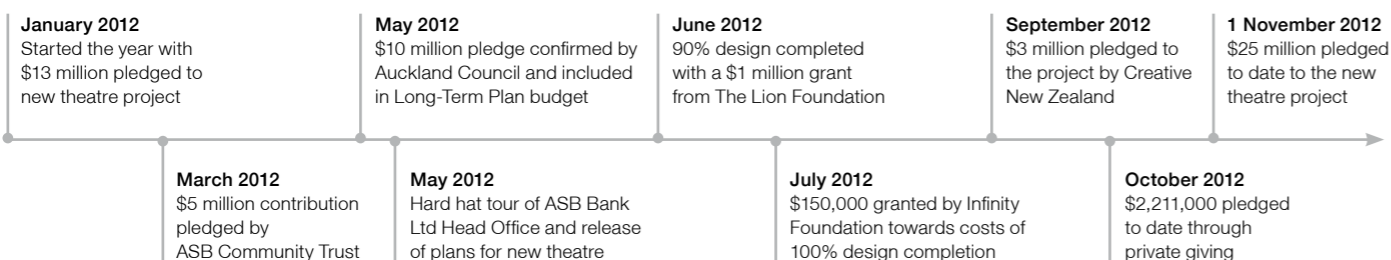 January 2012
Started the year with
$13 million pledged to
new theatre project
March 2012
$5 million contribution
pledged by
ASB Community Trust
May 2012
$10 million pledge confirmed by
Auckland Council and included
in Long-Term Plan budget
May 2012
Hard hat tour of ASB Bank
Ltd Head Office and release
of plans for new theatre
June 2012
90% design completed
with a $1 million grant
from The Lion Foundation
July 2012
$150,000 granted by Infinity
Foundation towards costs of
100% design completion
September 2012
$3 million pledged to
the project by Creative
New Zealand
October 2012
$2,211,000 pledged
to date through
private giving
1 November 2012
$25 million pledged
to date to the new
theatre project